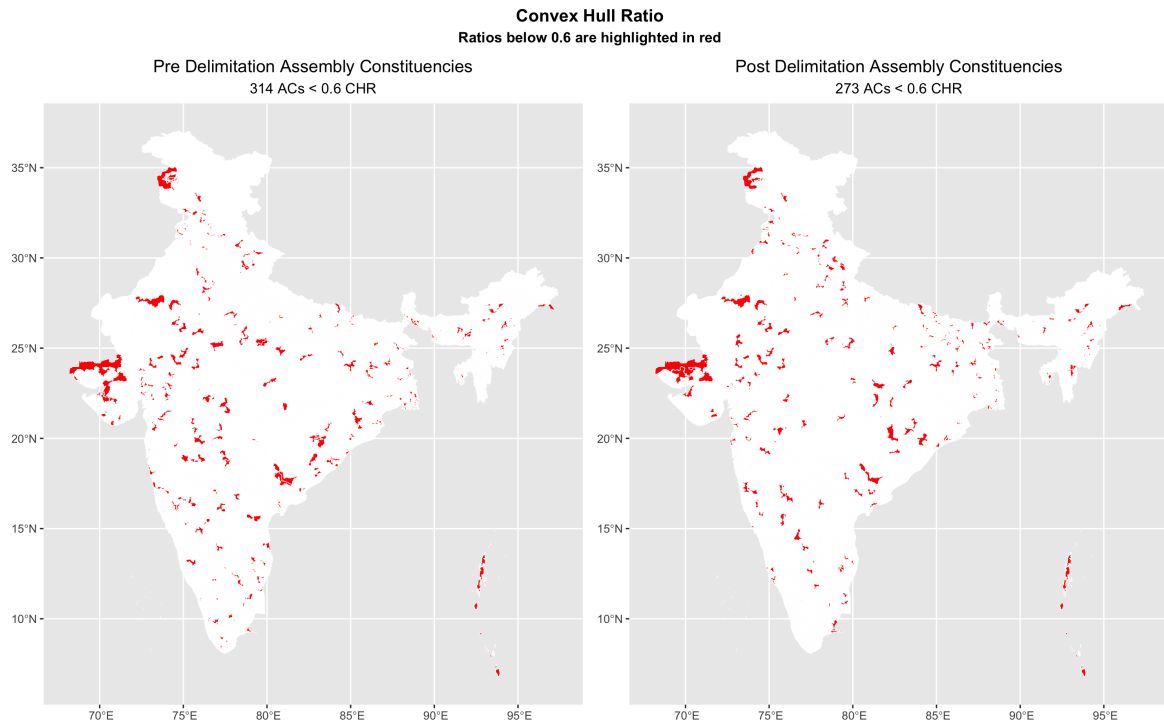 Convex Hull Ratio
Ratios below 0.6 are highlighted in red
Pre Delimitation Assembly Constituencies
314 ACs < 0.6 CHR
35°N
30°N
25°N
20°N
15°N
10°N
70°E 75°E 80°E 85°E 90°E 95°E
Post Delimitation Assembly Constituencies
273 ACs < 0.6 CHR
35°N
30°N
25°N
20°N
15°N
10°N
70°E 75°E 80°E 85°E 90°E 95°E